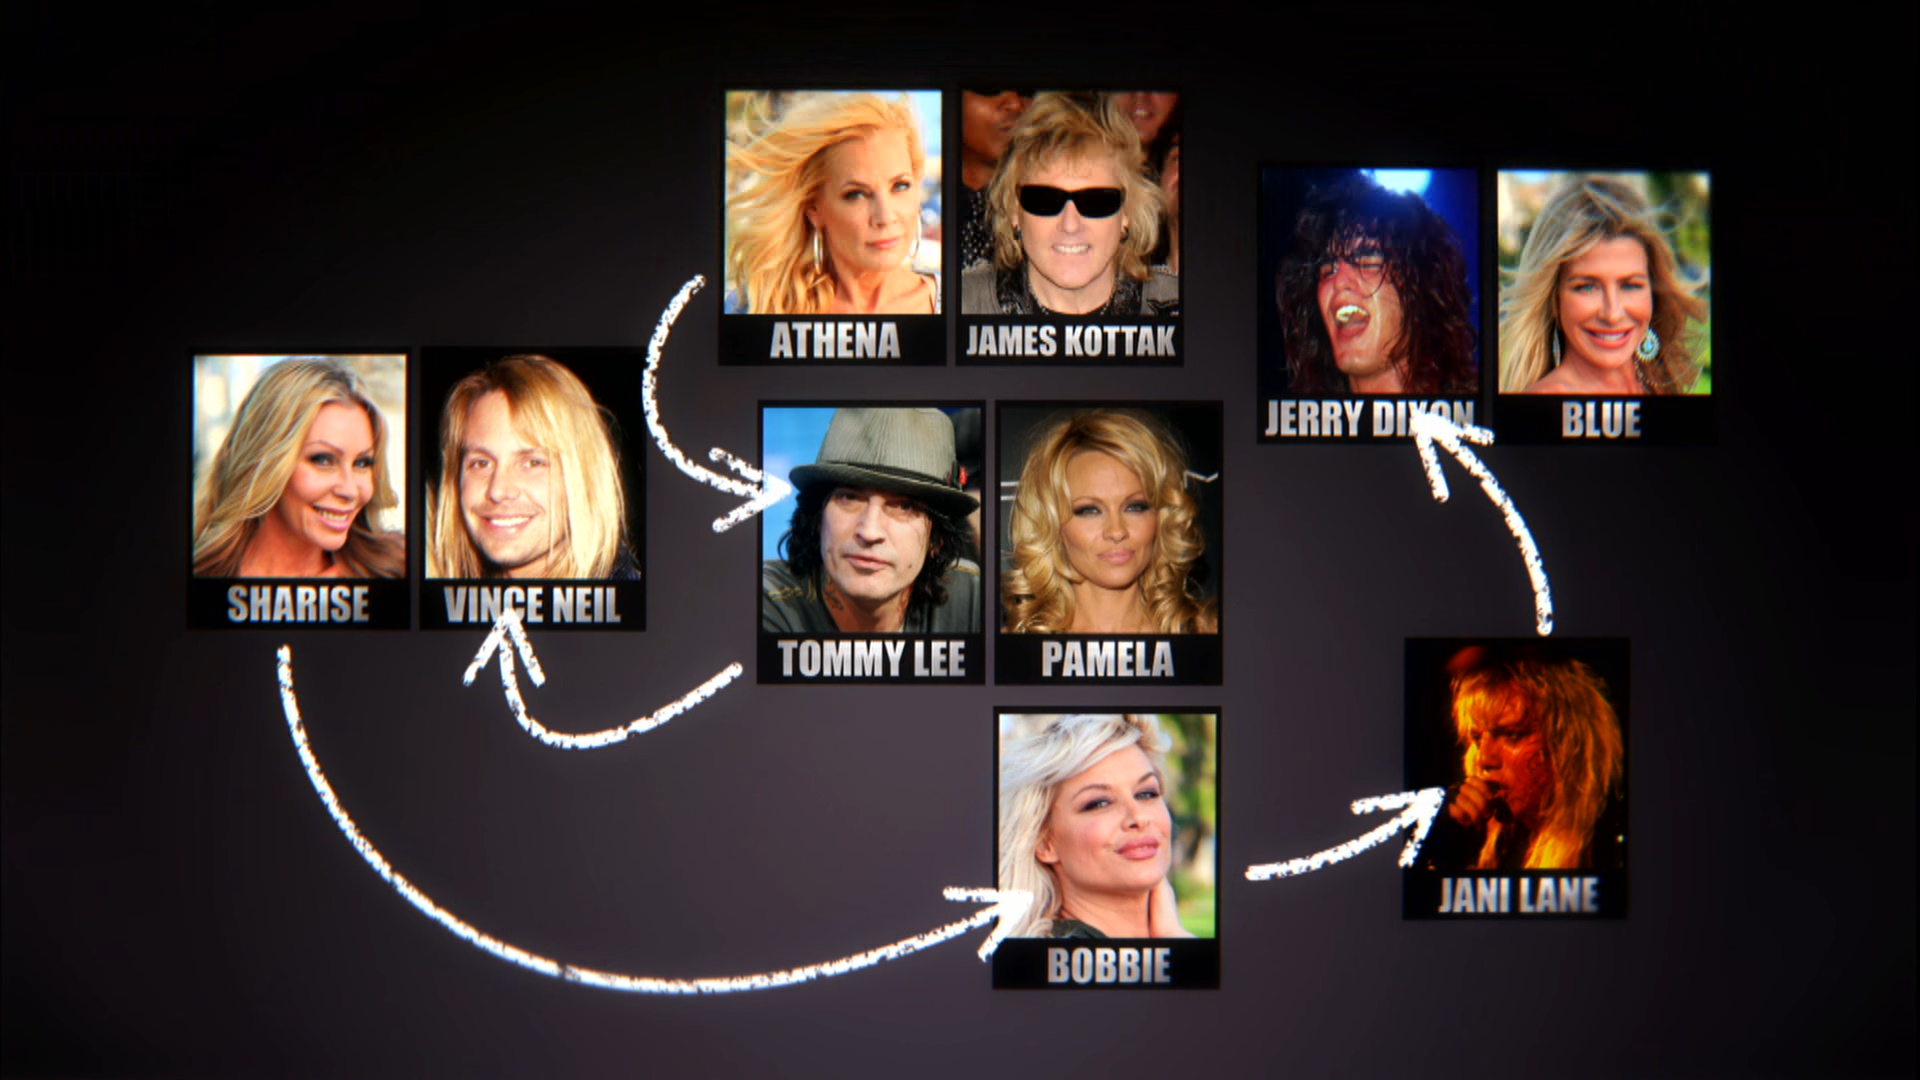 ATHENA
JAMES KOTTAK
JERRY DIXON
BLUE
SHARISE
VINCE NEIL
TOMMY LEE
PAMELA
JANI LANE
BOBBIE